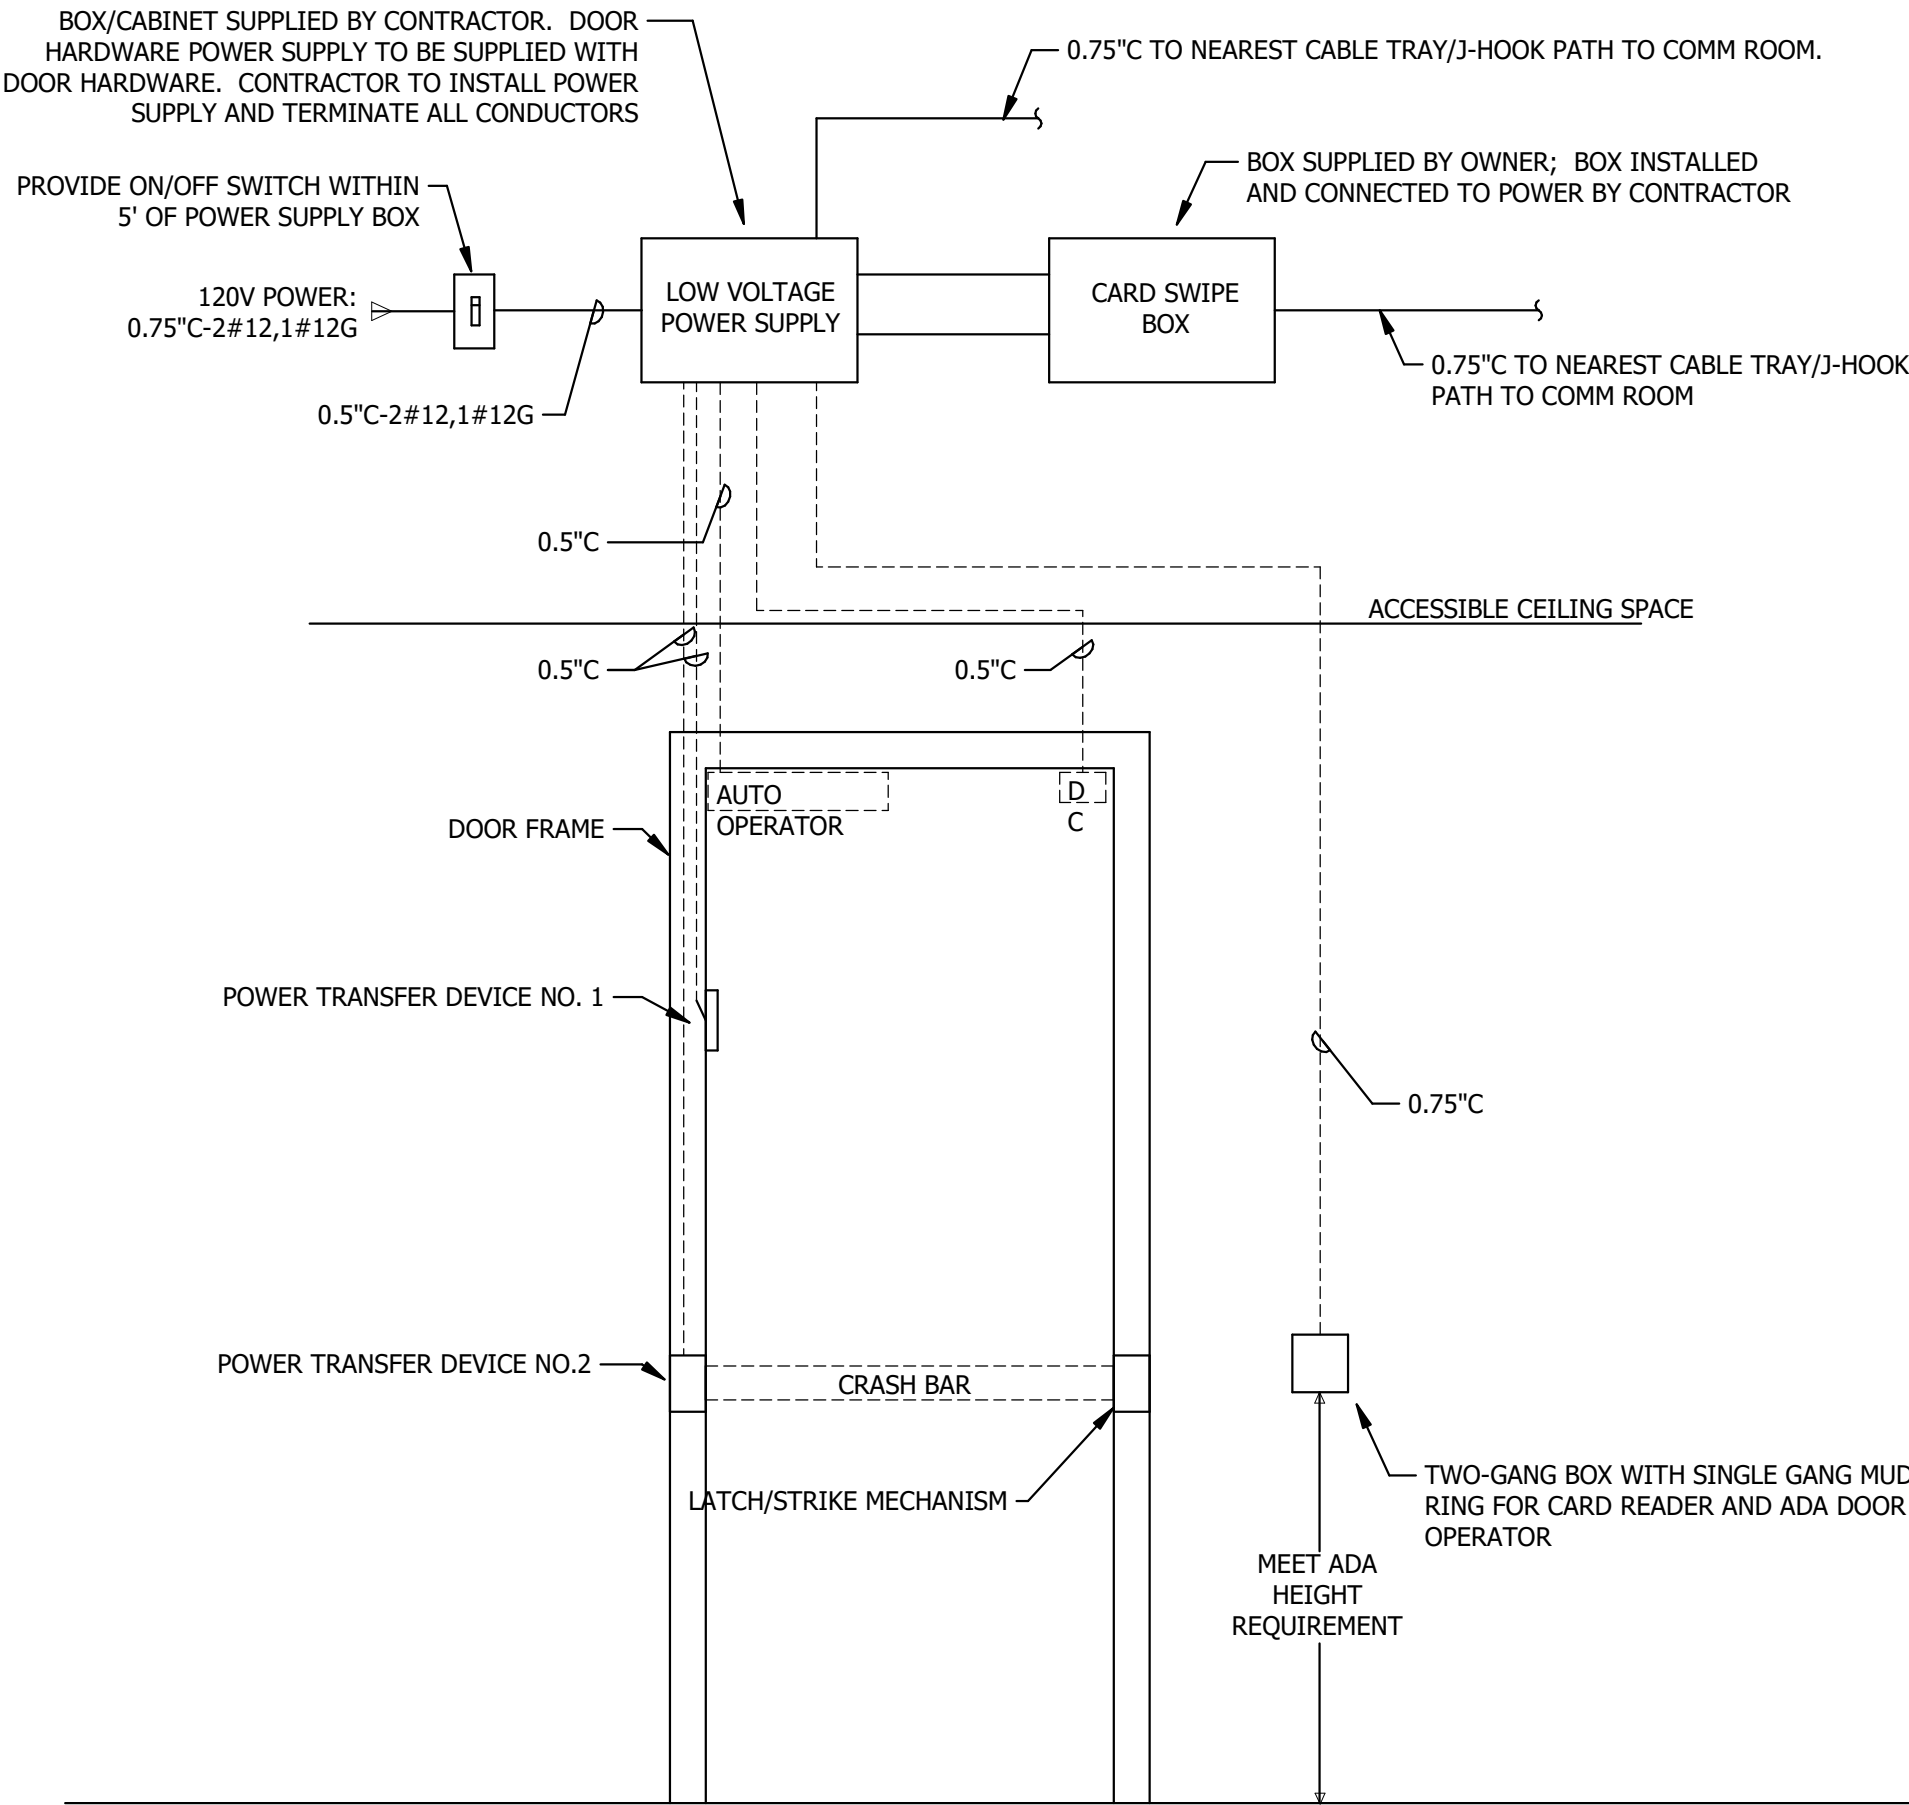 BOX/CABINET SUPPLIED BY CONTRACTOR. DOOR
HARDWARE POWER SUPPLY TO BE SUPPLIED WITH
DOOR HARDWARE. CONTRACTOR TO INSTALL POWER
SUPPLY AND TERMINATE ALL CONDUCTORS
0.75"C TO NEAREST CABLE TRAY/J-HOOK PATH TO COMM ROOM.
BOX SUPPLIED BY OWNER; BOX INSTALLED
AND CONNECTED TO POWER BY CONTRACTOR
PROVIDE ON/OFF SWITCH WITHIN
5' OF POWER SUPPLY BOX
120V POWER:
0.75"C-2#12,1#12G
LOW VOLTAGE
POWER SUPPLY
CARD SWIPE
BOX
0.75"C TO NEAREST CABLE TRAY/J-HOOK
PATH TO COMM ROOM
0.5"C-2#12,1#12G
0.5"C
ACCESSIBLE CEILING SPACE
0.5"C
0.5"C
AUTO
OPERATOR
D
C
DOOR FRAME
POWER TRANSFER DEVICE NO. 1
0.75"C
POWER TRANSFER DEVICE NO.2
CRASH BAR
LATCH/STRIKE MECHANISM
TWO-GANG BOX WITH SINGLE GANG MUD
RING FOR CARD READER AND ADA DOOR
OPERATOR
MEET ADA
HEIGHT
REQUIREMENT